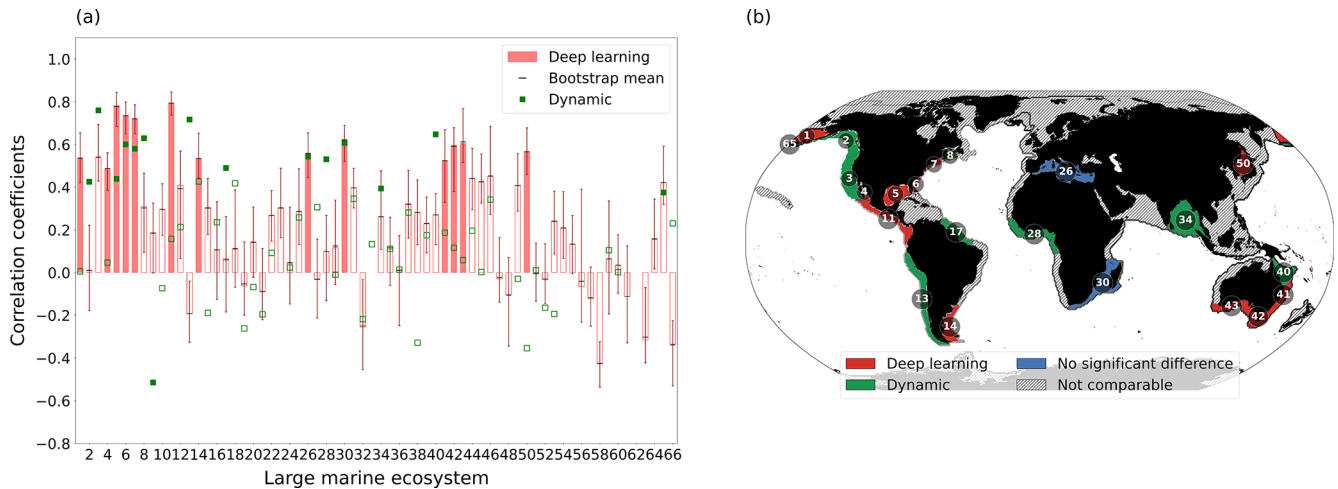 (a)
(b)
1.0
0.8
0.6
0.4
0.2
0.0
−0.2
−0.4
−0.6
−0.8
Correlation coefficients
Deep learning
Bootstrap mean
Dynamic
2 4 6 8 10 12 14 16 18 20 22 24 26 28 30 32 34 36 38 40 42 44 46 48 50 52 54 56 58 60 62 64 66
Large marine ecosystem
65 1 2 3 4 5 6 7 8 11 13 14 17 26 28 30 34 40 41 42 43 50
Deep learning
Dynamic
No significant difference
Not comparable